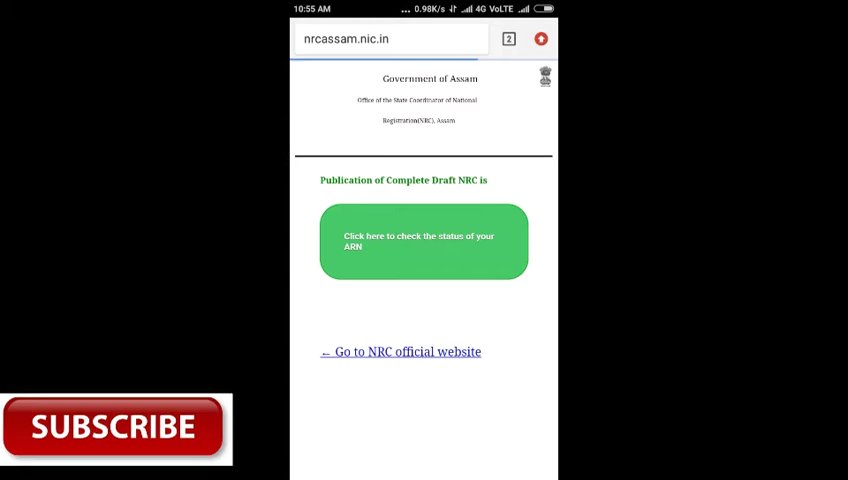 10:55 AM
... 0.98K/s 4G VoLTE
nrcassam.nic.in
2
Government of Assam
Office of the State Coordinator of National
Registration(NRC), Assam
Publication of Complete Draft NRC is
Click here to check the status of your
ARN
← Go to NRC official website
SUBSCRIBE